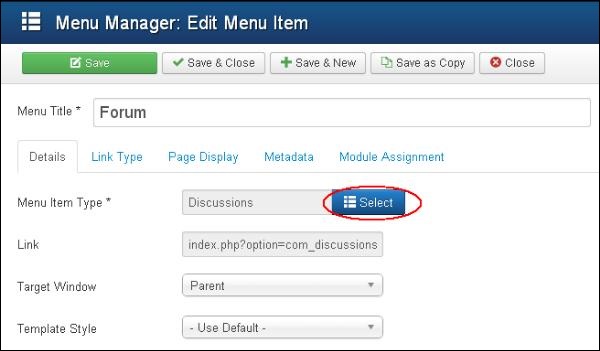 Menu Manager: Edit Menu Item
Save Save & Close Save & New Save as Copy Close
Menu Title * Forum
Details Link Type Page Display Metadata Module Assignment
Menu Item Type * Discussions Select
Link index.php?option=com_discussions
Target Window Parent
Template Style - Use Default -